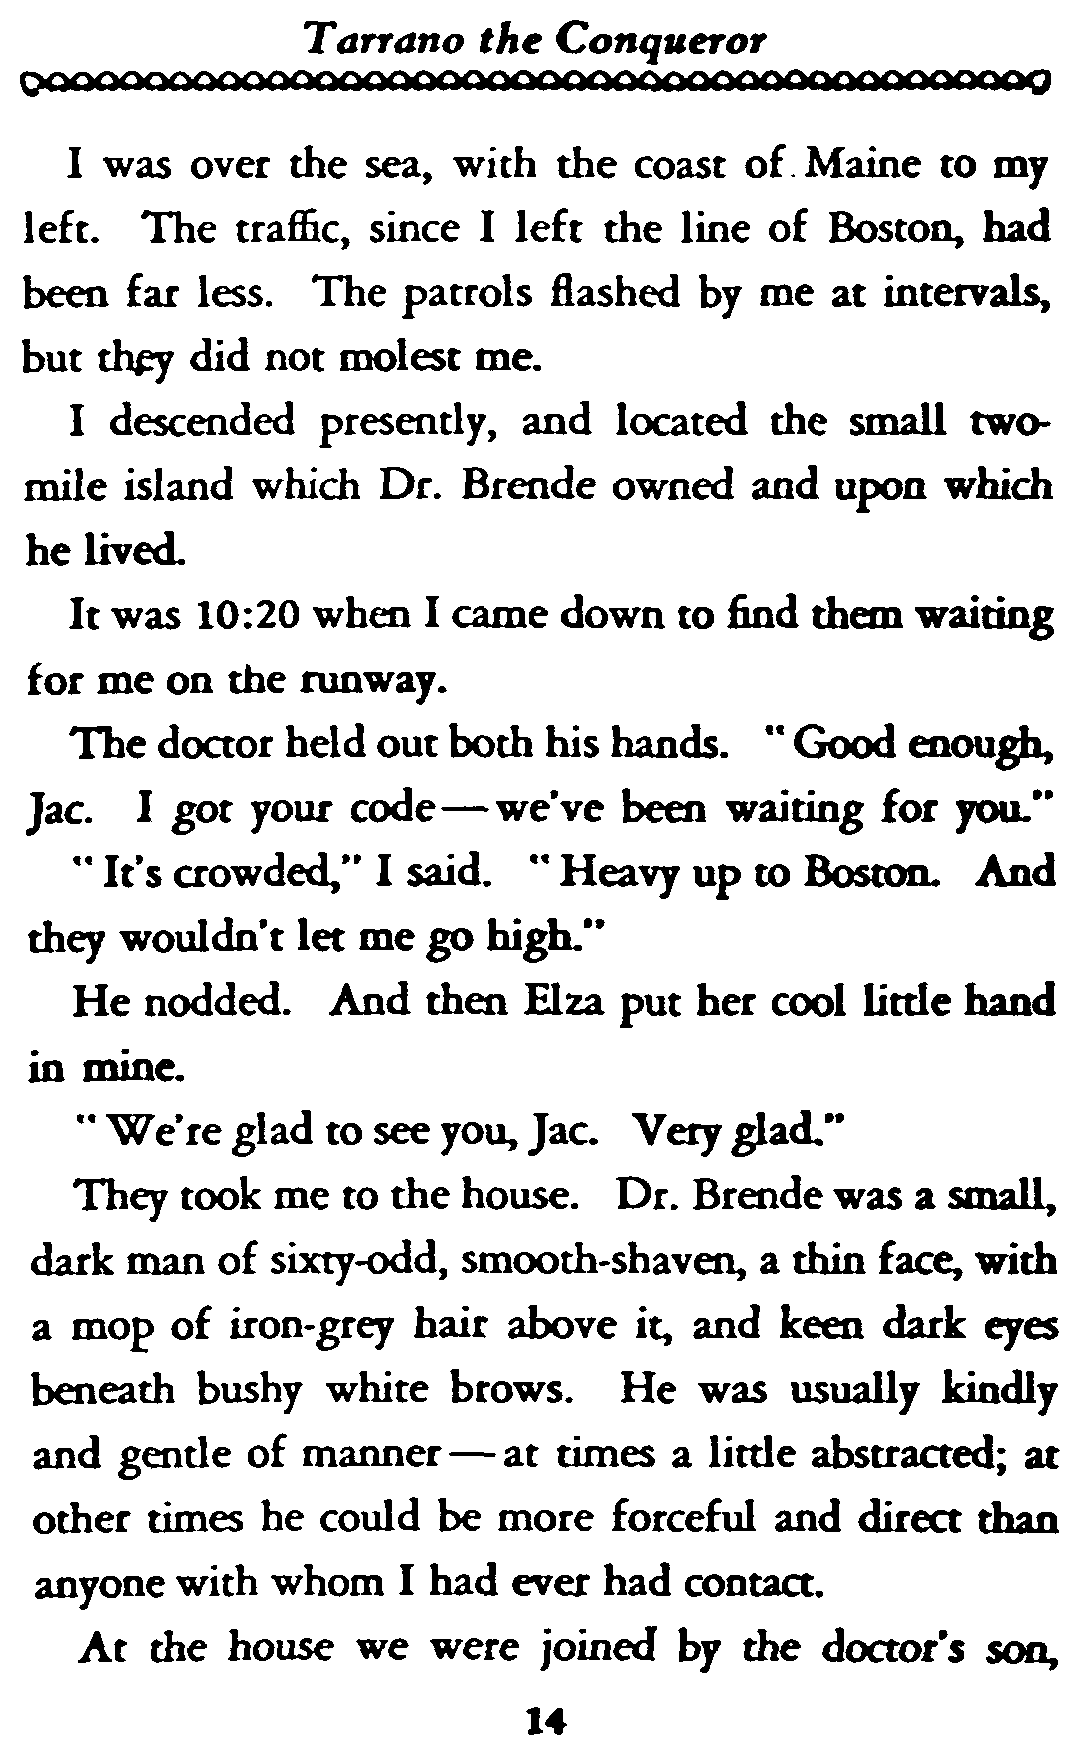 Tarrano the Conqueror
I was over the sea, with the coast of Maine to my
left. The traffic, since I left the line of Boston, had
been far less. The patrols flashed by me at intervals,
but they did not molest me.
I descended presently, and located the small two-
mile island which Dr. Brende owned and upon which
he lived.
It was 10:20 when I came down to find them waiting
for me on the runway.
The doctor held out both his hands. "Good enough,
Jac. I got your code—we've been waiting for you."
"It's crowded," I said. "Heavy up to Boston. And
they wouldn't let me go high."
He nodded. And then Elza put her cool little hand
in mine.
"We're glad to see you, Jac. Very glad."
They took me to the house. Dr. Brende was a small,
dark man of sixty-odd, smooth-shaven, a thin face, with
a mop of iron-grey hair above it, and keen dark eyes
beneath bushy white brows. He was usually kindly
and gentle of manner—at times a little abstracted; at
other times he could be more forceful and direct than
anyone with whom I had ever had contact.
At the house we were joined by the doctor's son,
14